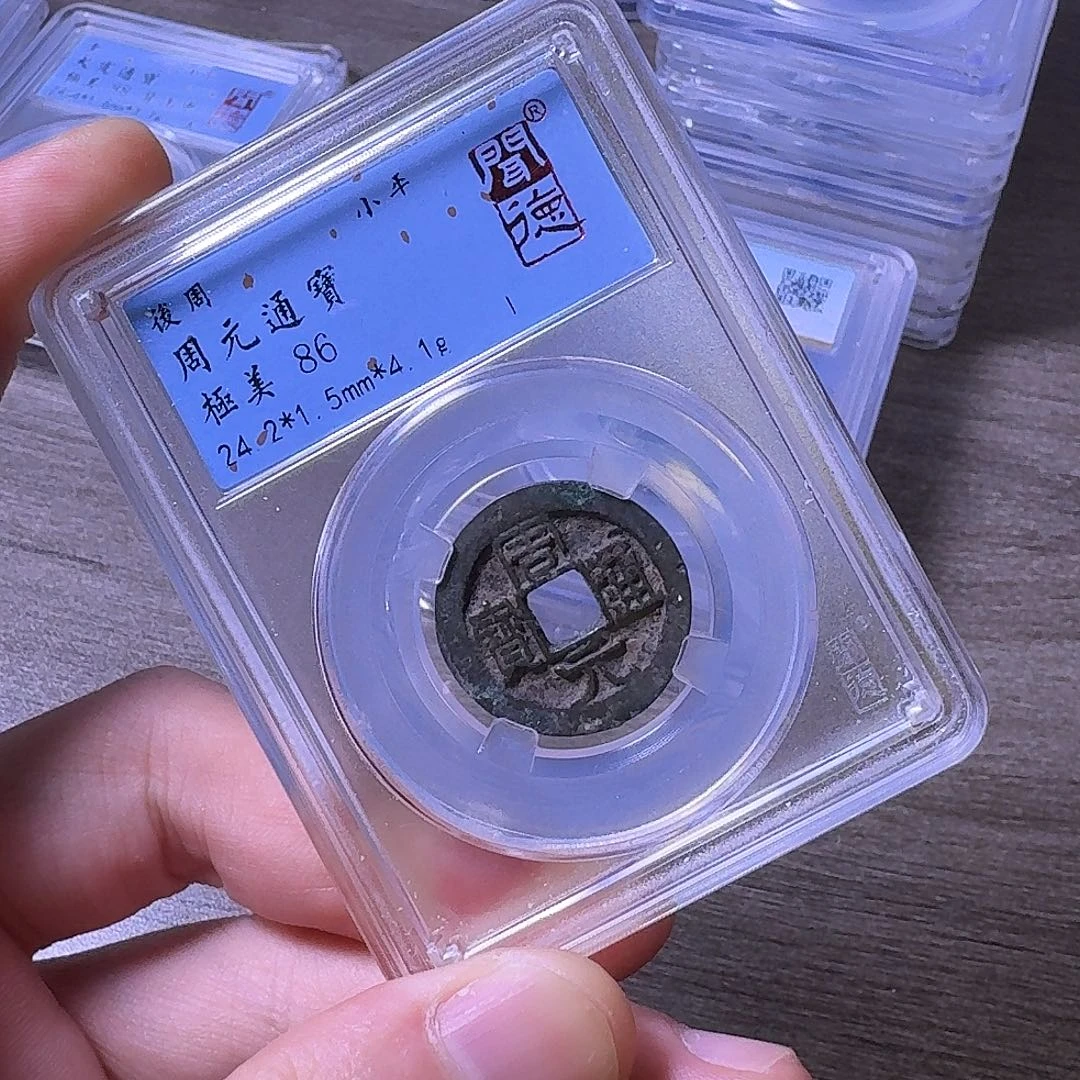 聞德®
小平
後周
周元通寶
極美 86
24.2*1.5mm*4.1g
周元通寶